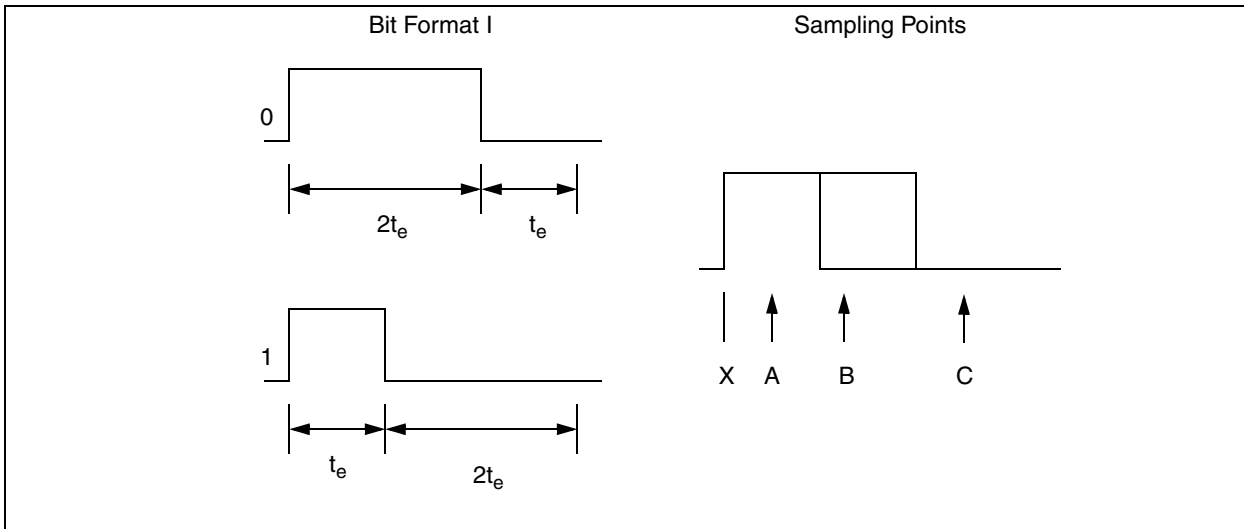 Bit Format I
0
2te
te
1
te
2te
Sampling Points
X A B C